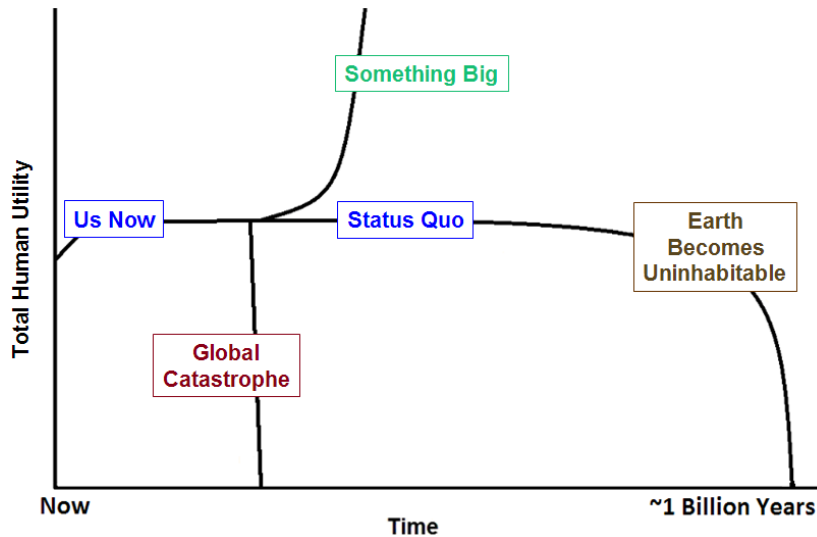 Something Big
Total Human Utility
Us Now
Status Quo
Earth
Becomes
Uninhabitable
Global
Catastrophe
Now
~1 Billion Years
Time